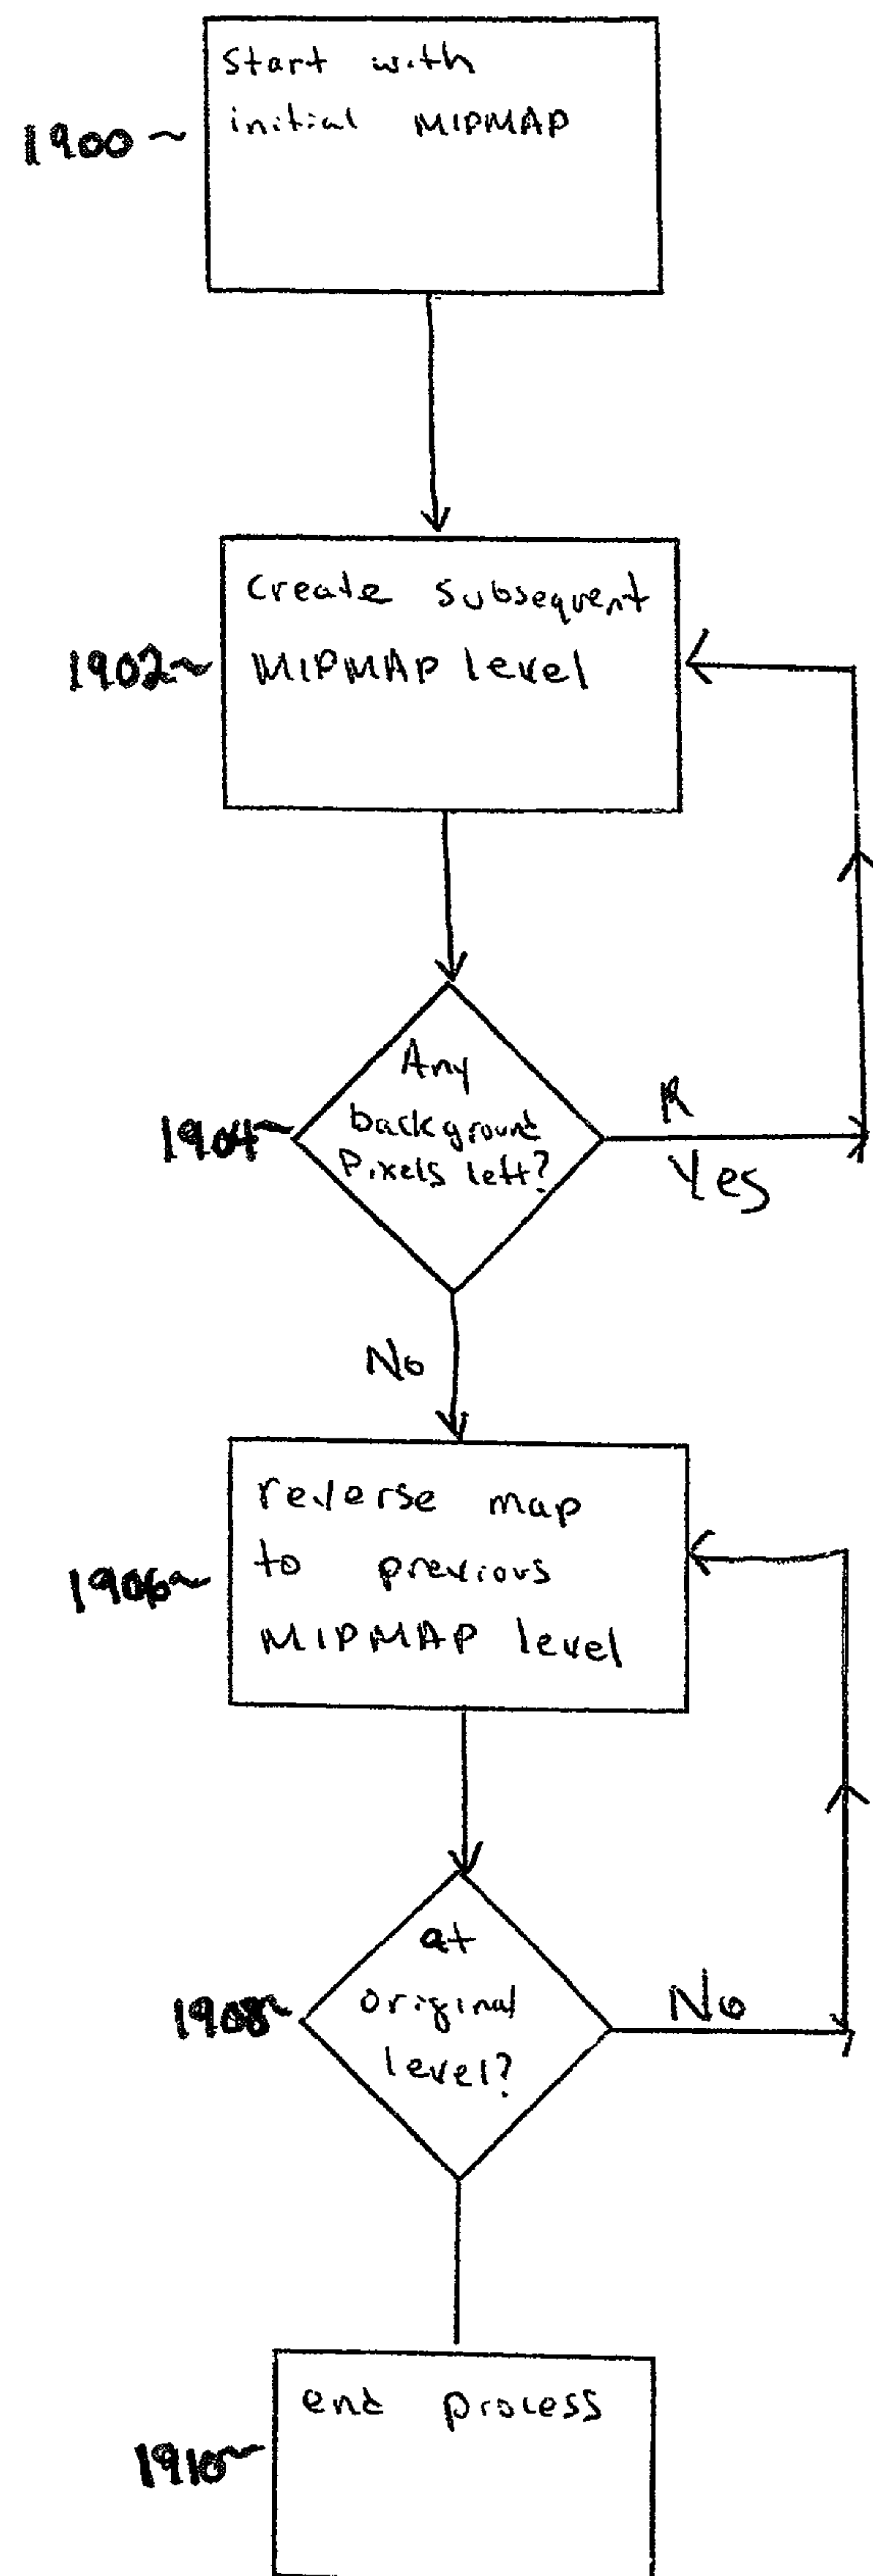 Start with
initial MIPMAP
1900~
Create subsequent
MIPMAP level
1902~
Any
background
Pixels left?
1904~
R
Yes
No
reverse map
to previous
MIPMAP level
1906~
at
original
level?
1908~
No
end process
1910~